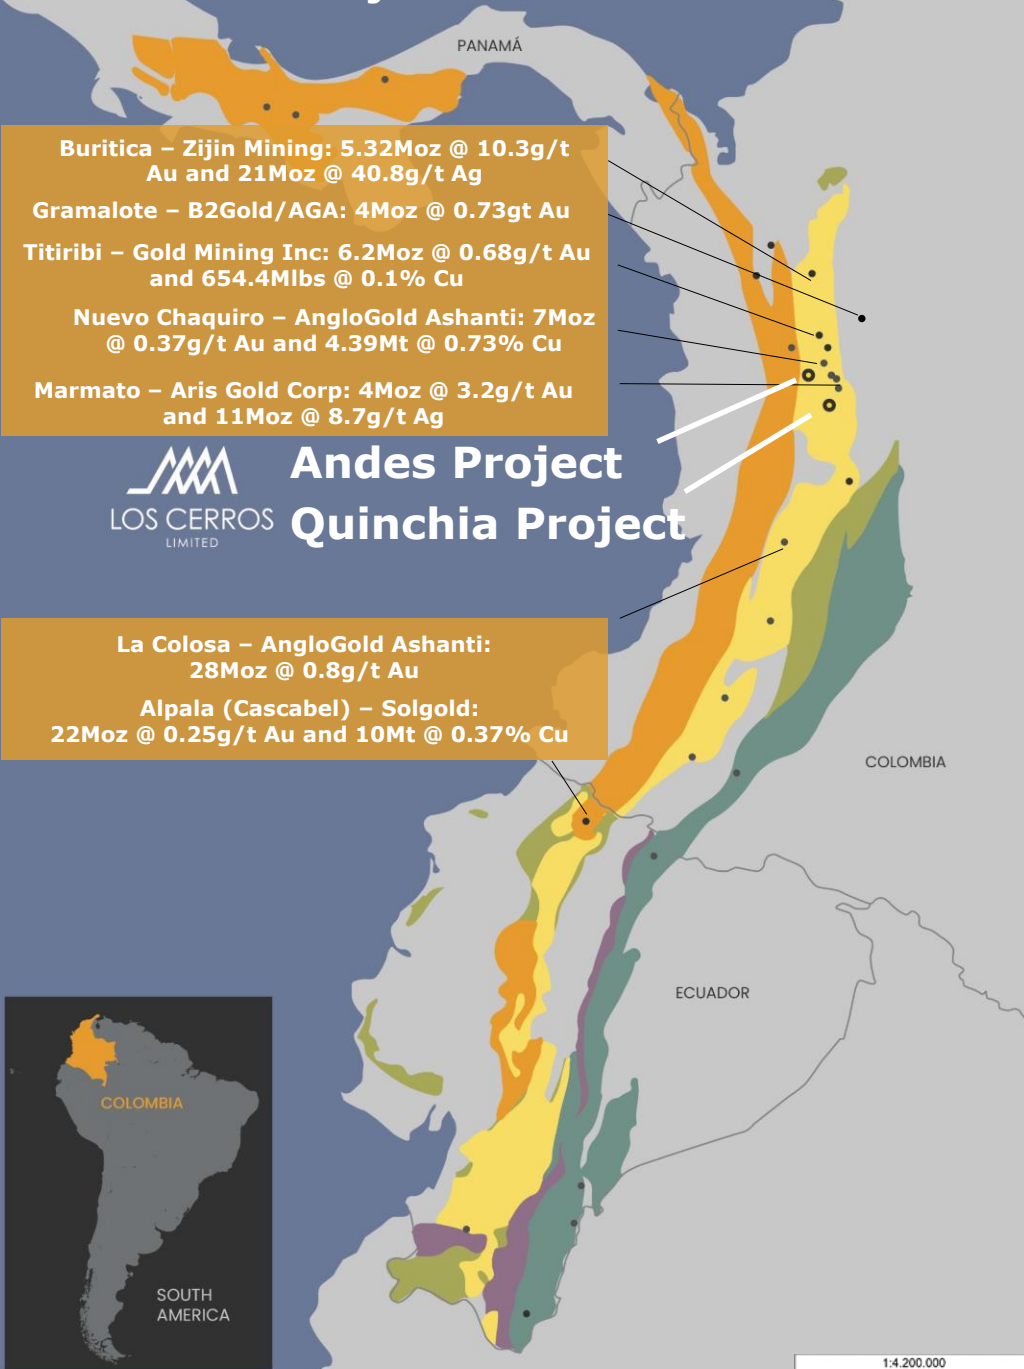 PANAMÁ
Buritica – Zijin Mining: 5.32Moz @ 10.3g/t
Au and 21Moz @ 40.8g/t Ag
Gramalote – B2Gold/AGA: 4Moz @ 0.73gt Au
Titiribi – Gold Mining Inc: 6.2Moz @ 0.68g/t Au
and 654.4Mlbs @ 0.1% Cu
Nuevo Chaquiro – AngloGold Ashanti: 7Moz
@ 0.37g/t Au and 4.39Mt @ 0.73% Cu
Marmato – Aris Gold Corp: 4Moz @ 3.2g/t Au
and 11Moz @ 8.7g/t Ag
LOS CERROS
LIMITED
Andes Project
Quinchia Project
La Colosa – AngloGold Ashanti:
28Moz @ 0.8g/t Au
Alpala (Cascabel) – Solgold:
22Moz @ 0.25g/t Au and 10Mt @ 0.37% Cu
COLOMBIA
ECUADOR
COLOMBIA
SOUTH
AMERICA
1:4.200.000